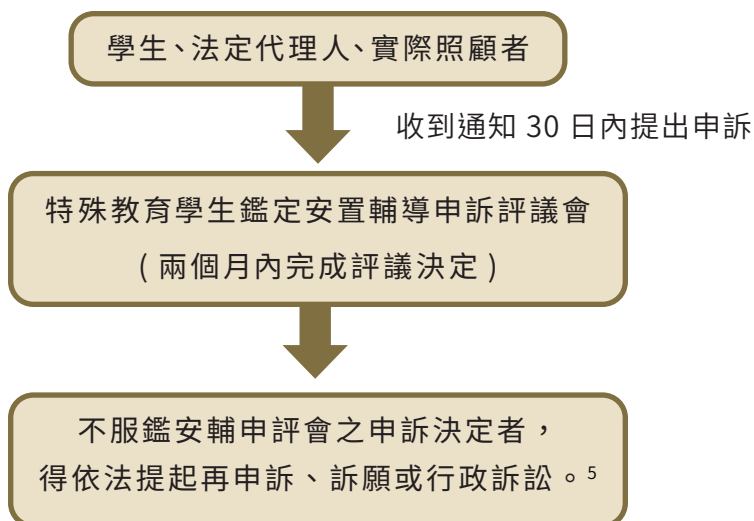 學生、法定代理人、實際照顧者
收到通知 30 日內提出申訴
特殊教育學生鑑定安置輔導申訴評議會
( 兩個月內完成評議決定 )
不服鑑安輔申評會之申訴決定者，
得依法提起再申訴、訴願或行政訴訟。5